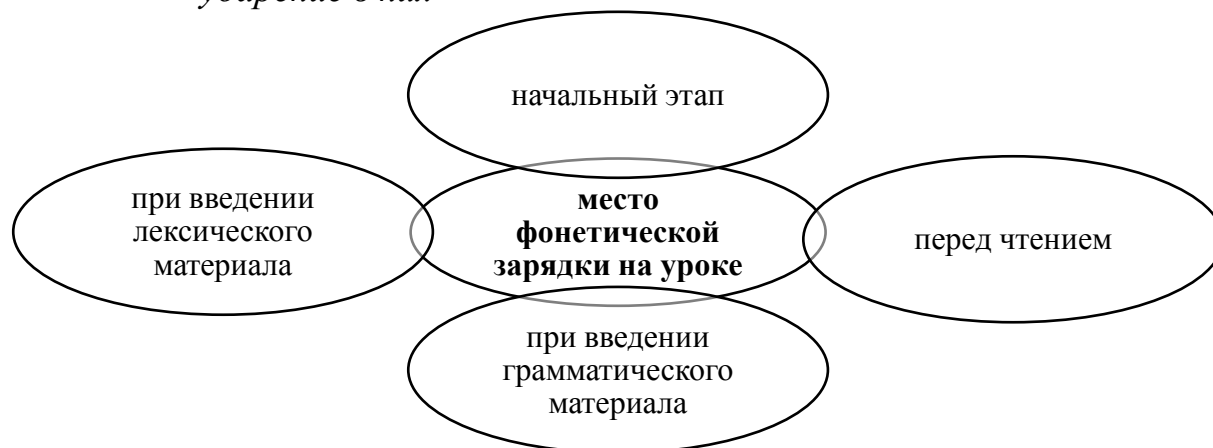 начальный этап
при введении
лексического
материала
место
фонетической
зарядки на уроке
перед чтением
при введении
грамматического
материала